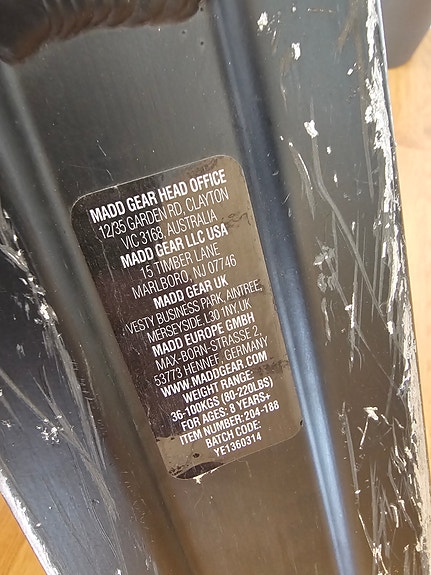 MADD GEAR HEAD OFFICE
12/35 GARDEN RD, CLAYTON
VIC 3168, AUSTRALIA
MADD GEAR LLC USA
15 TIMBER LANE
MARLBORO, NJ 07746
MADD GEAR UK
VESTY BUSINESS PARK, AINTREE,
MERSEYSIDE, L30 1NY, UK
MADD EUROPE GMBH
MAX-BORN-STRASSE 2,
53773 HENNEF, GERMANY
WWW.MADDGEAR.COM
WEIGHT RANGE:
36-100KGS (80-220LBS)
FOR AGES: 8 YEARS+
ITEM NUMBER: 204-188
BATCH CODE:
YE1360314